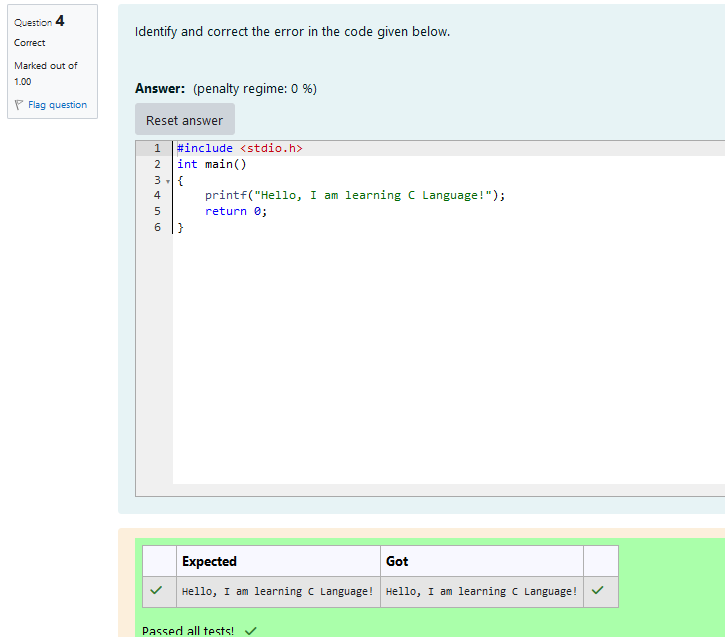 Question 4
Correct
Marked out of
1.00
Flag question
Identify and correct the error in the code given below.
Answer: (penalty regime: 0 %)
Reset answer
1 #include <stdio.h>
2 int main()
3 {
4 printf("Hello, I am learning C Language!");
5 return 0;
6 }
Expected Got
Hello, I am learning C Language! Hello, I am learning C Language!
Passed all tests!